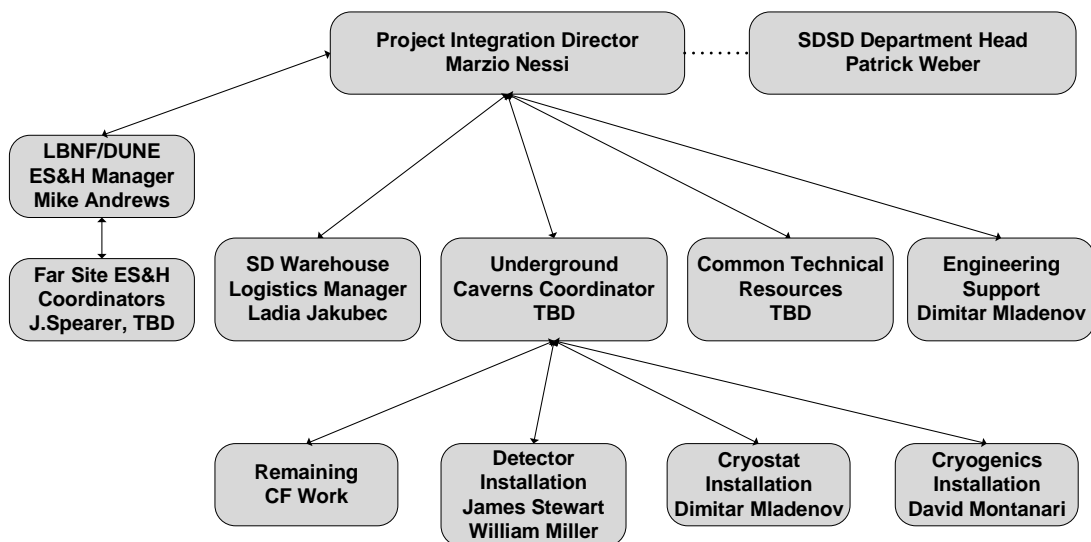 Project Integration Director
Marzio Nessi
SDSD Department Head
Patrick Weber
LBNF/DUNE
ES&H Manager
Mike Andrews
Far Site ES&H
Coordinators
J.Spearer, TBD
SD Warehouse
Logistics Manager
Ladia Jakubec
Underground
Caverns Coordinator
TBD
Common Technical
Resources
TBD
Engineering
Support
Dimitar Mladenov
Remaining
CF Work
Detector
Installation
James Stewart
William Miller
Cryostat
Installation
Dimitar Mladenov
Cryogenics
Installation
David Montanari